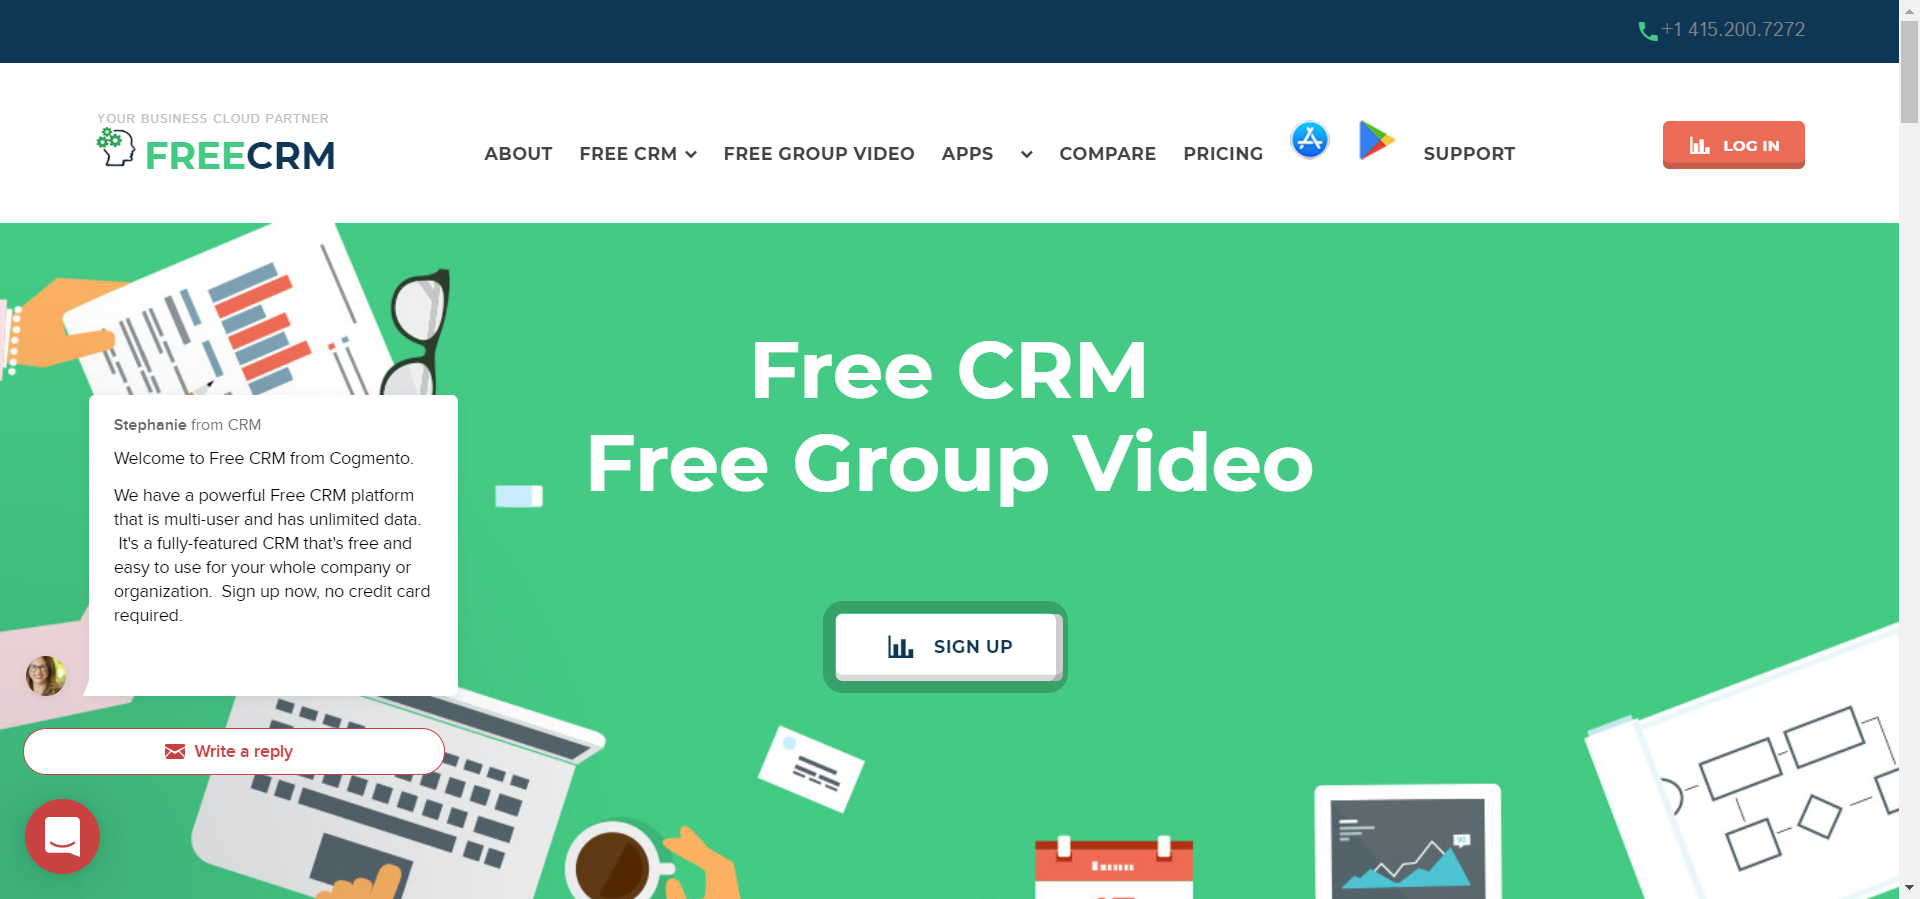 +1 415.200.7272
YOUR BUSINESS CLOUD PARTNER
FREECRM
ABOUT FREE CRM FREE GROUP VIDEO APPS COMPARE PRICING SUPPORT
LOG IN
Free CRM
Free Group Video
SIGN UP
Stephanie from CRM
Welcome to Free CRM from Cogmento.
We have a powerful Free CRM platform
that is multi-user and has unlimited data.
It's a fully-featured CRM that's free and
easy to use for your whole company or
organization. Sign up now, no credit card
required.
Write a reply
90